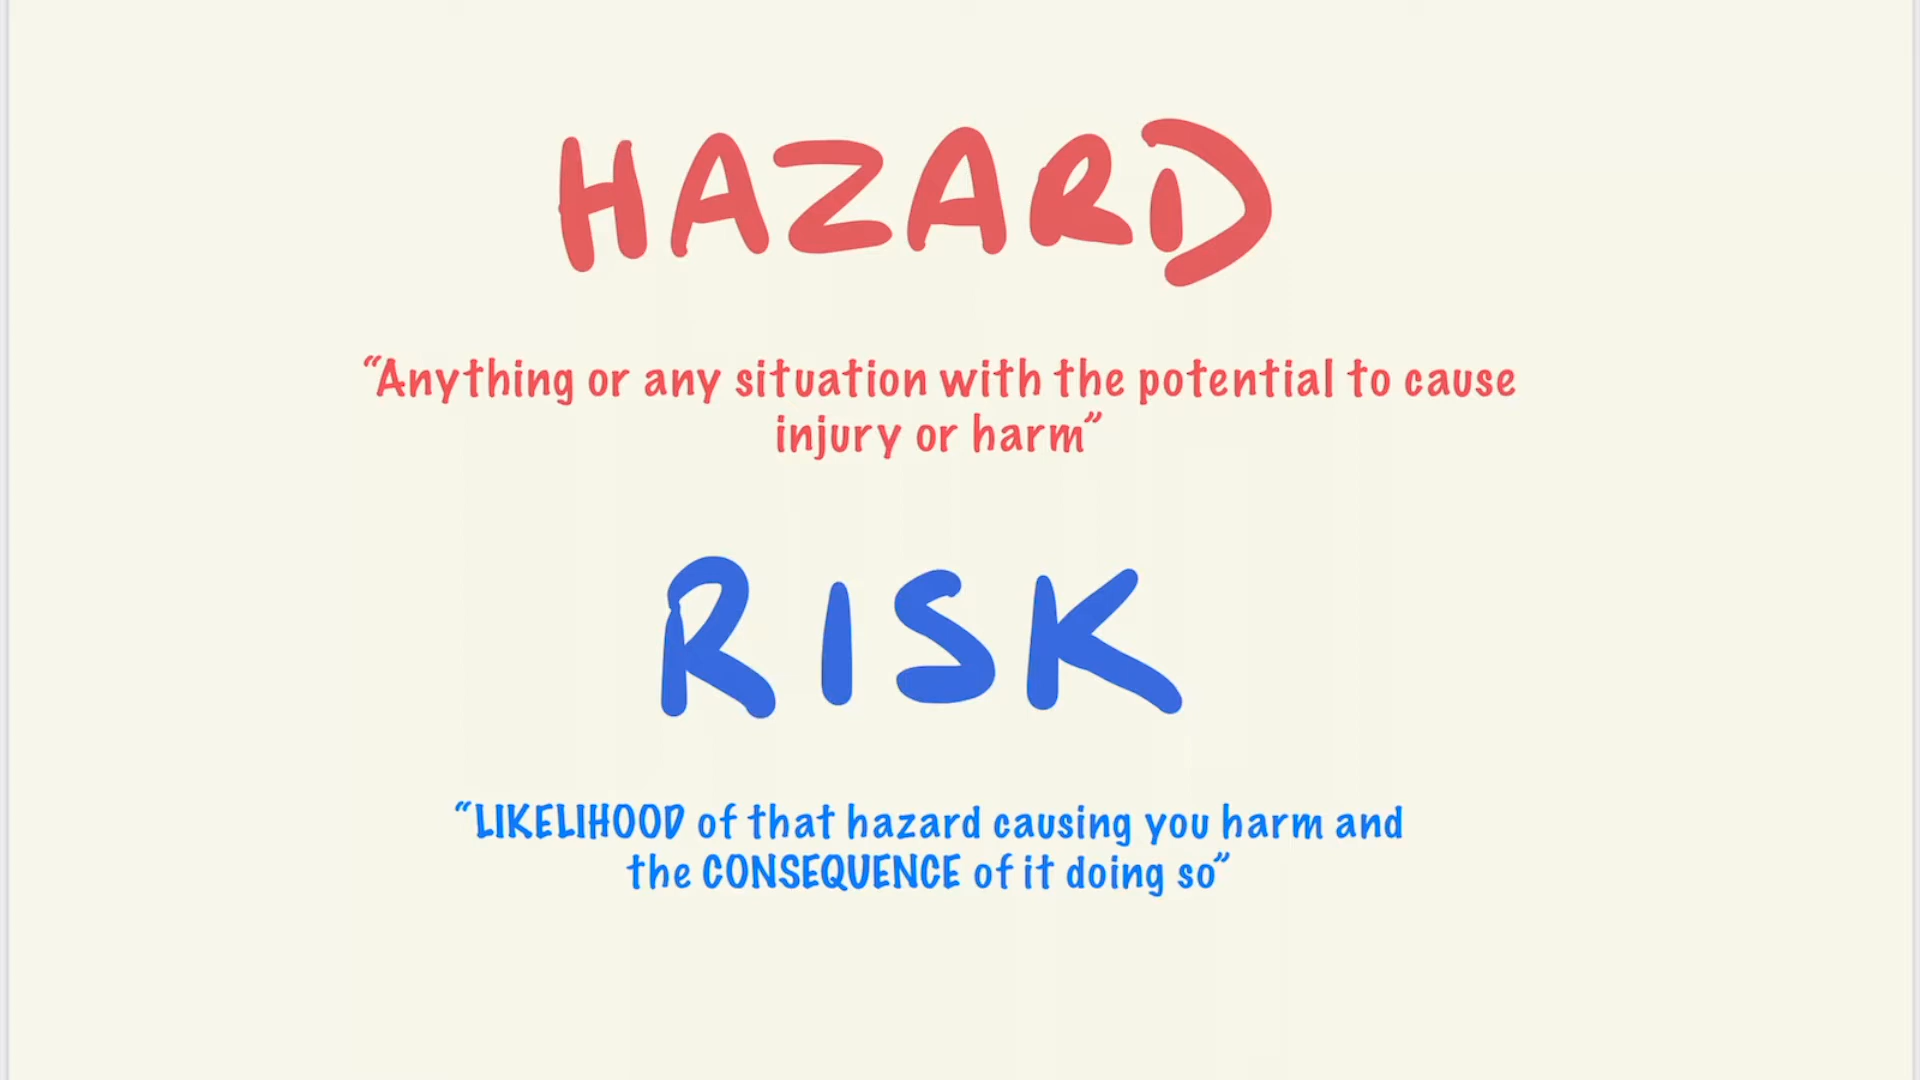 HAZARD
“Anything or any situation with the potential to cause
injury or harm”
RISK
“LIKELIHOOD of that hazard causing you harm and
the CONSEQUENCE of it doing so”